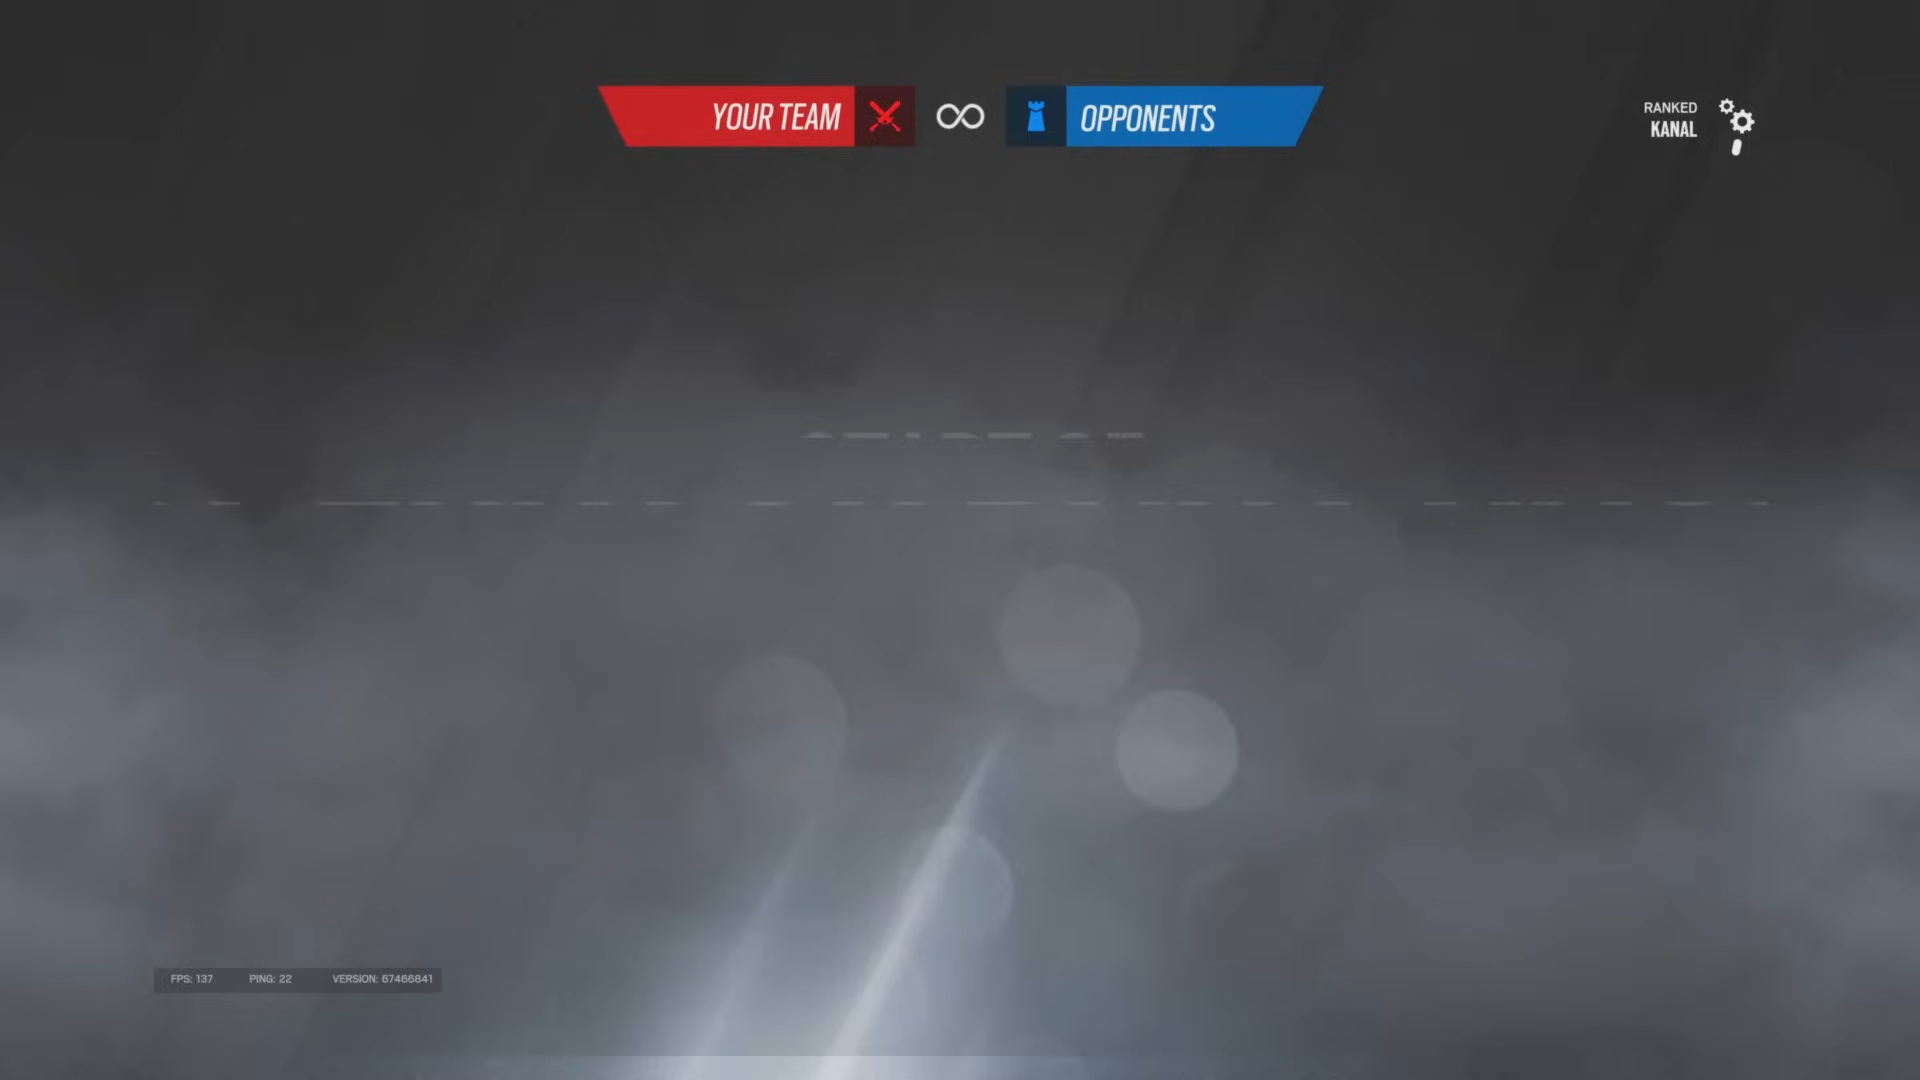 YOUR TEAM
OPPONENTS
RANKED
KANAL
FPS: 137 PING: 22 VERSION: 67466841